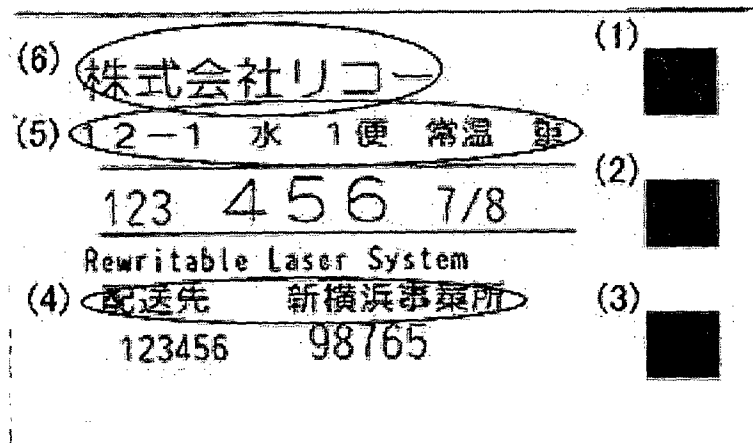 (6) 株式会社リコー (1)
(5) 12-1 水 1便 常温
(2)
123 456 7/8
Rewritable Laser System
(4) 配送先 新横浜事業所 (3)
123456 98765